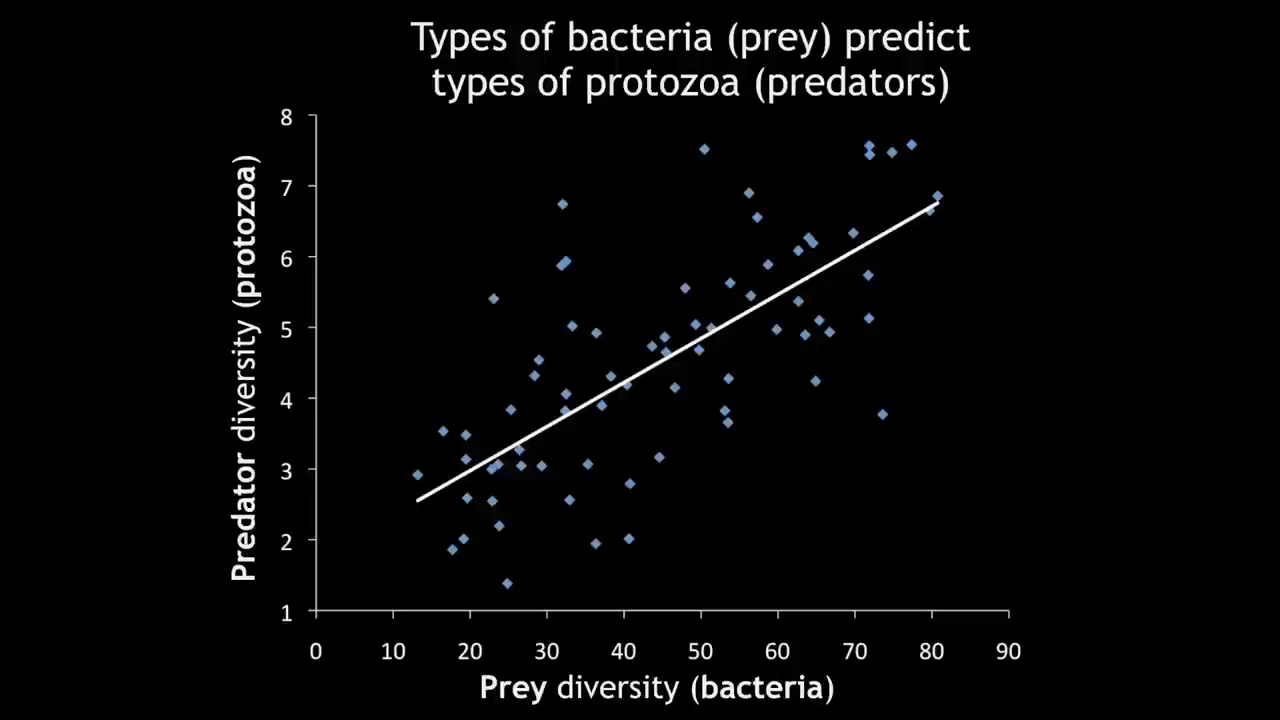 Types of bacteria (prey) predict
types of protozoa (predators)
Predator diversity (protozoa)
8
7
6
5
4
3
2
1
0 10 20 30 40 50 60 70 80 90
Prey diversity (bacteria)